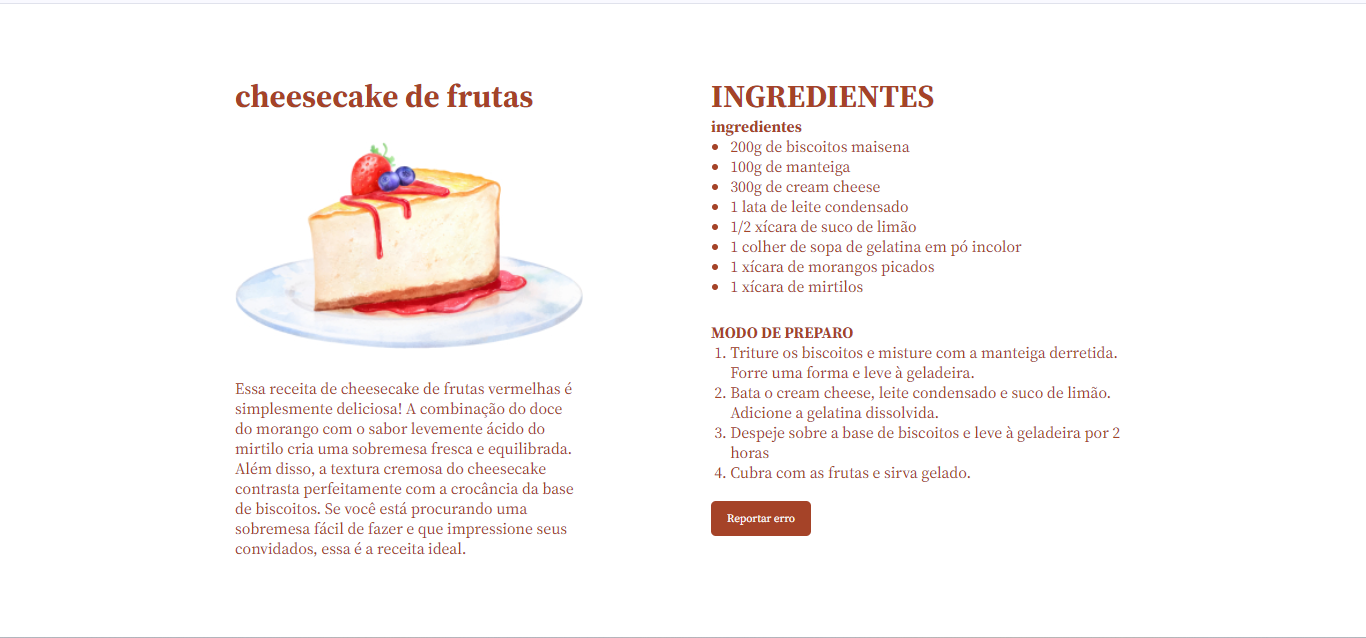 cheesecake de frutas
Essa receita de cheesecake de frutas vermelhas é
simplesmente deliciosa! A combinação do doce
do morango com o sabor levemente ácido do
mirtilo cria uma sobremesa fresca e equilibrada.
Além disso, a textura cremosa do cheesecake
contrasta perfeitamente com a crocância da base
de biscoitos. Se você está procurando uma
sobremesa fácil de fazer e que impressione seus
convidados, essa é a receita ideal.
INGREDIENTES
ingredientes
• 200g de biscoitos maisena
• 100g de manteiga
• 300g de cream cheese
• 1 lata de leite condensado
• 1/2 xícara de suco de limão
• 1 colher de sopa de gelatina em pó incolor
• 1 xícara de morangos picados
• 1 xícara de mirtilos
MODO DE PREPARO
1. Triture os biscoitos e misture com a manteiga derretida.
Forre uma forma e leve à geladeira.
2. Bata o cream cheese, leite condensado e suco de limão.
Adicione a gelatina dissolvida.
3. Despeje sobre a base de biscoitos e leve à geladeira por 2
horas
4. Cubra com as frutas e sirva gelado.
Reportar erro